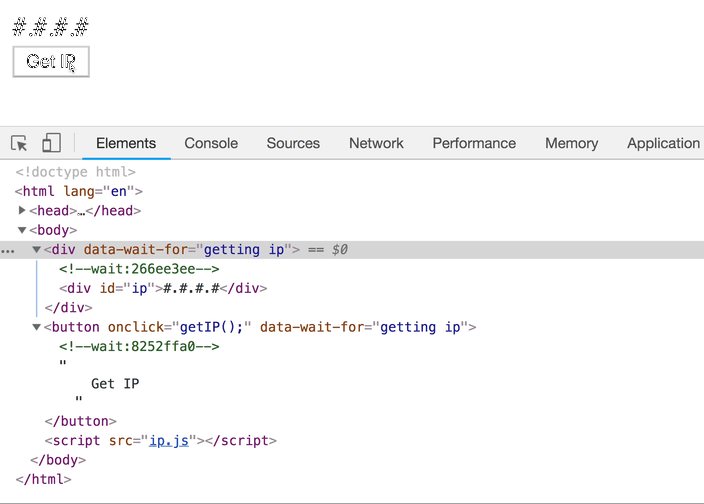 #.#.#.#
Get IP
Elements Console Sources Network Performance Memory Application
<!doctype html>
<html lang="en">
<head>…</head>
<body>
… <div data-wait-for="getting ip"> == $0
<!--wait:266ee3ee-->
<div id="ip">#.#.#.#</div>
</div>
<button onclick="getIP();" data-wait-for="getting ip">
<!--wait:8252ffa0-->
"
Get IP
"
</button>
<script src="ip.js"></script>
</body>
</html>